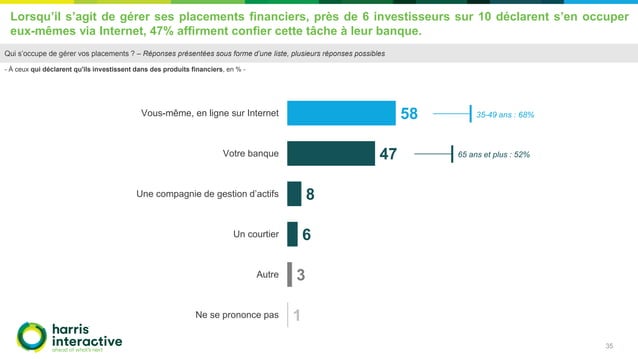 Lorsqu'il s'agit de gérer ses placements financiers, près de 6 investisseurs sur 10 déclarent s'en occuper
eux-mêmes via Internet, 47% affirment confier cette tâche à leur banque.
Qui s'occupe de gérer vos placements ? – Réponses présentées sous forme d'une liste, plusieurs réponses possibles
- À ceux qui déclarent qu'ils investissent dans des produits financiers, en % -
Vous-même, en ligne sur Internet 58 35-49 ans : 68%
Votre banque 47 65 ans et plus : 52%
Une compagnie de gestion d'actifs 8
Un courtier 6
Autre 3
Ne se prononce pas 1
harris
interactive
ahead of what's next
35